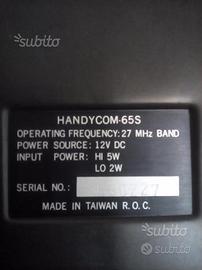 subito
HANDYCOM-65S
OPERATING FREQUENCY: 27 MHz BAND
POWER SOURCE: 12V DC
INPUT POWER: HI 5W
LO 2W
SERIAL NO.:
MADE IN TAIWAN R.O.C.
subito